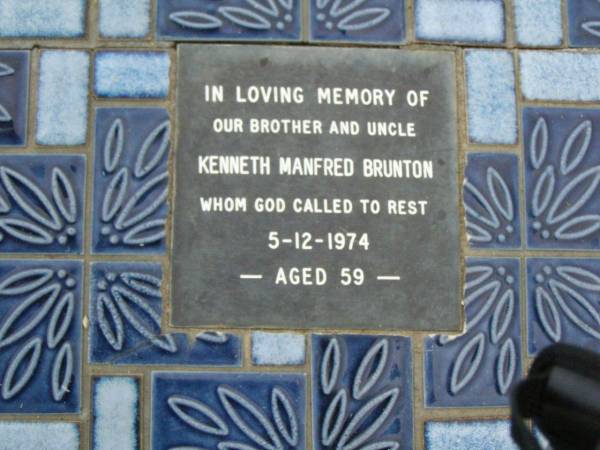 IN LOVING MEMORY OF
OUR BROTHER AND UNCLE
KENNETH MANFRED BRUNTON
WHOM GOD CALLED TO REST
5-12-1974
— AGED 59 —